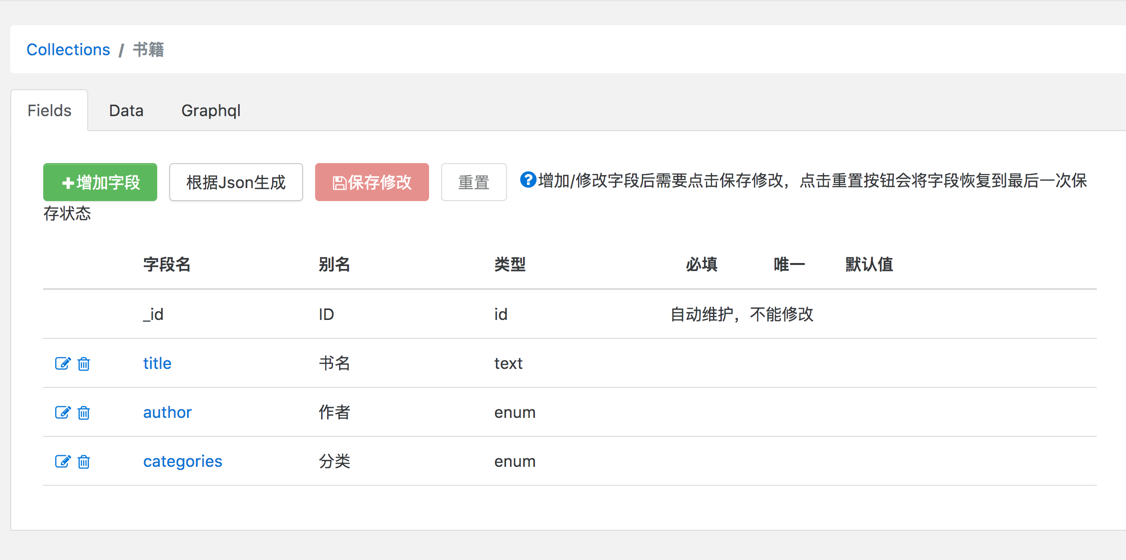 Collections / 书籍
Fields Data Graphql
增加字段 根据Json生成 保存修改 重置 增加/修改字段后需要点击保存修改，点击重置按钮会将字段恢复到最后一次保
存状态
字段名 别名 类型 必填 唯一 默认值
_id ID id 自动维护，不能修改
title 书名 text
author 作者 enum
categories 分类 enum